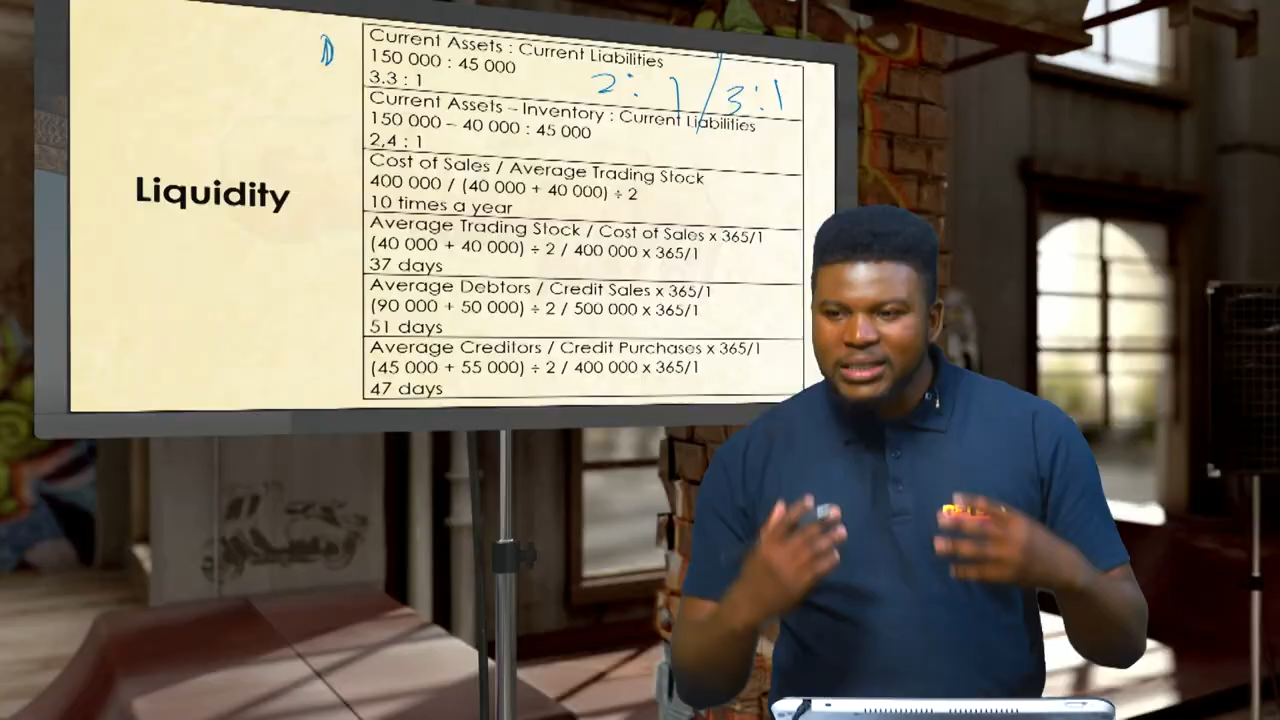 Liquidity
Current Assets : Current Liabilities
150 000 : 45 000
3.3 : 1
2 : 1 / 3 : 1
Current Assets – Inventory : Current Liabilities
150 000 – 40 000 : 45 000
2,4 : 1
Cost of Sales / Average Trading Stock
400 000 / (40 000 + 40 000) ÷ 2
10 times a year
Average Trading Stock / Cost of Sales x 365/1
(40 000 + 40 000) ÷ 2 / 400 000 x 365/1
37 days
Average Debtors / Credit Sales x 365/1
(90 000 + 50 000) ÷ 2 / 500 000 x 365/1
51 days
Average Creditors / Credit Purchases x 365/1
(45 000 + 55 000) ÷ 2 / 400 000 x 365/1
47 days